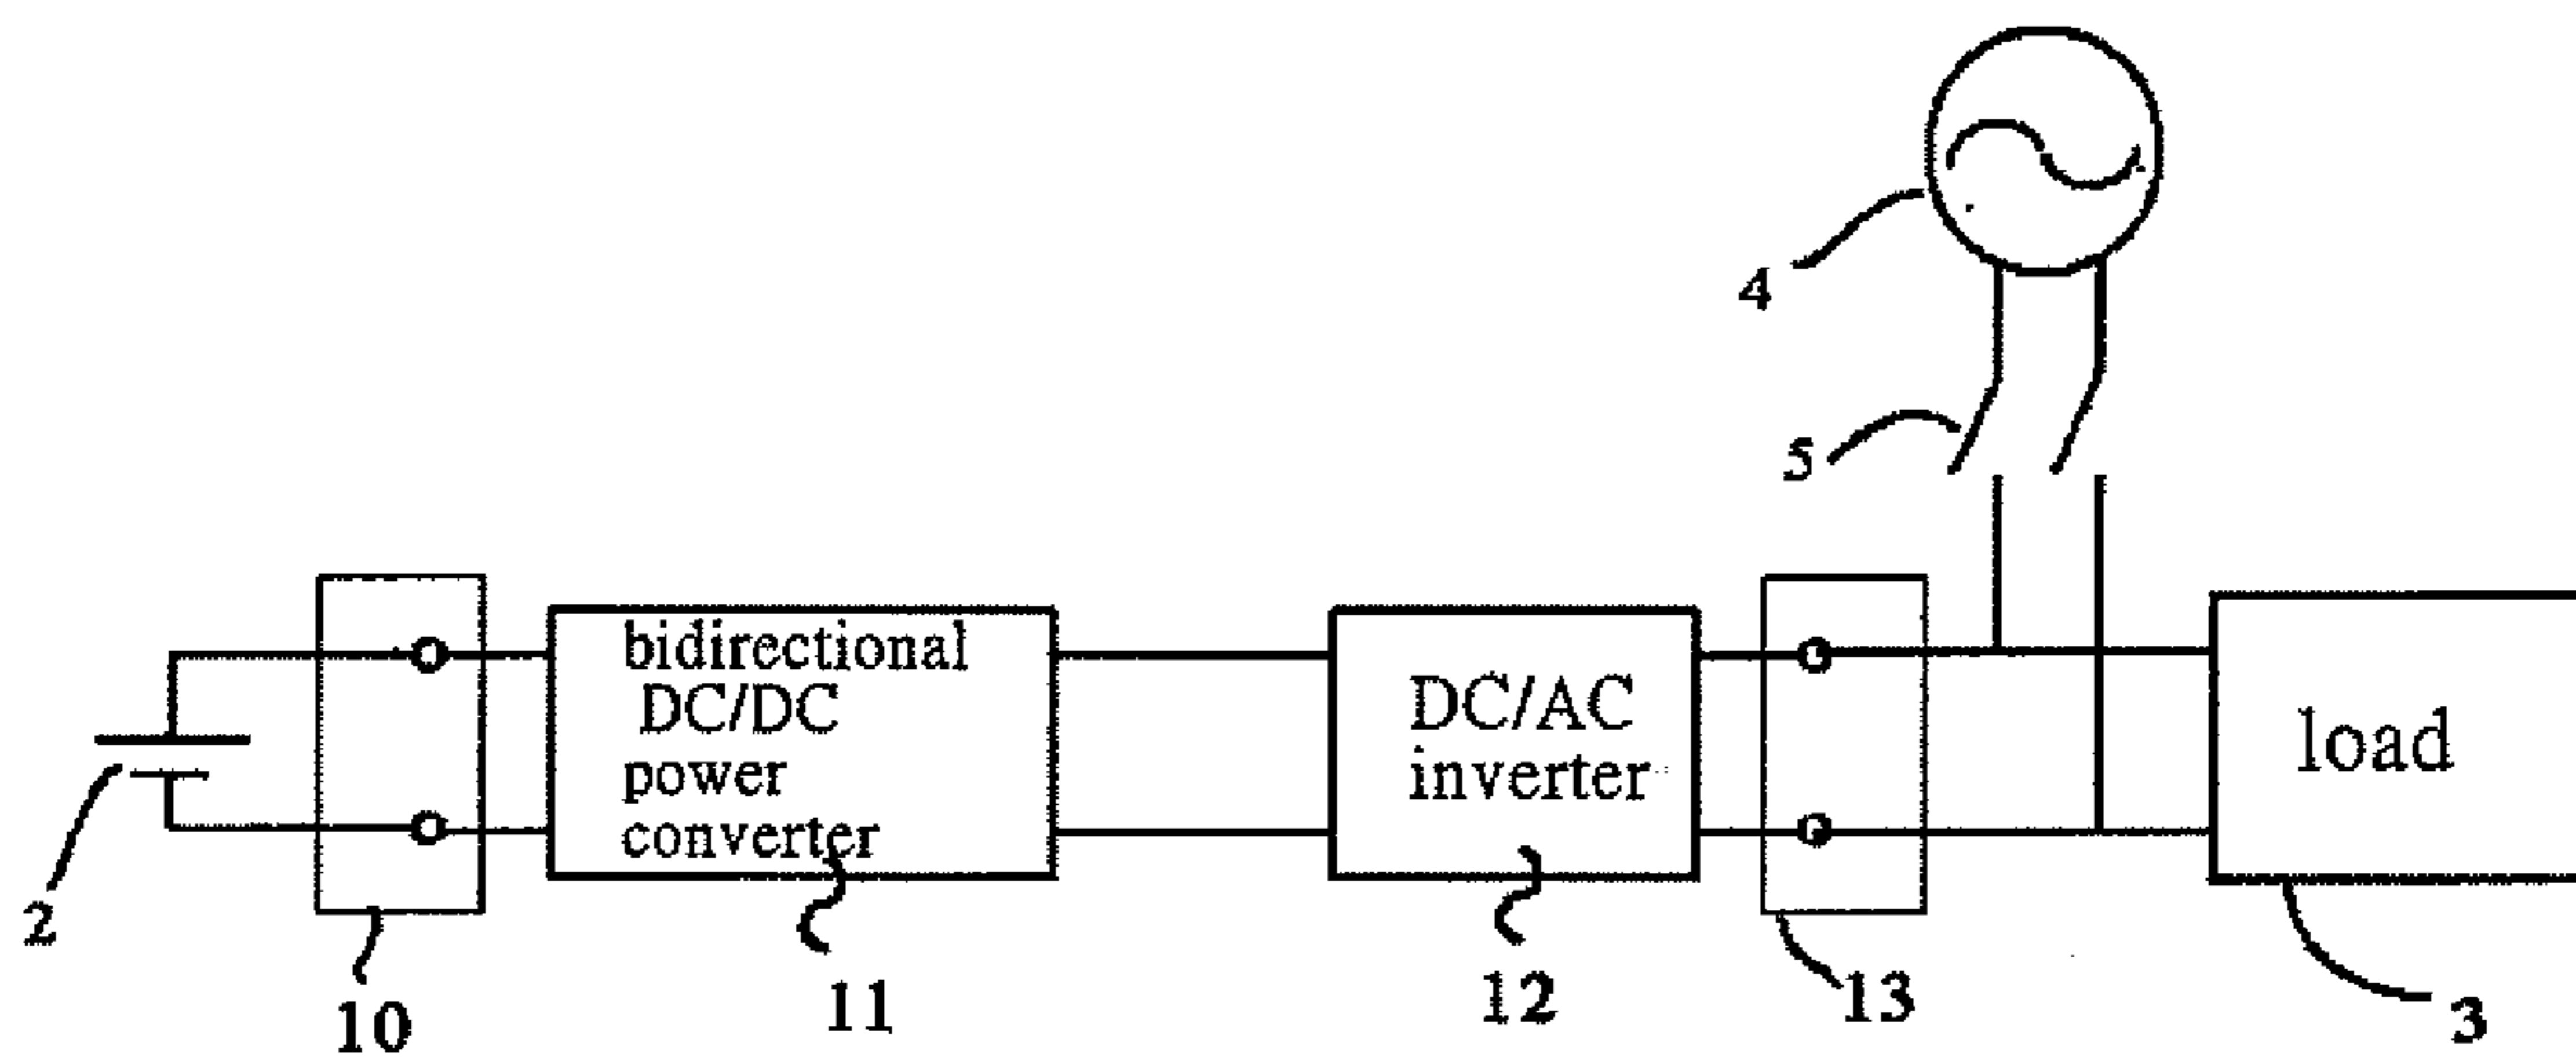 4
5
bidirectional
DC/DC
power
converter
DC/AC
inverter
load
2
10
11
12
13
3